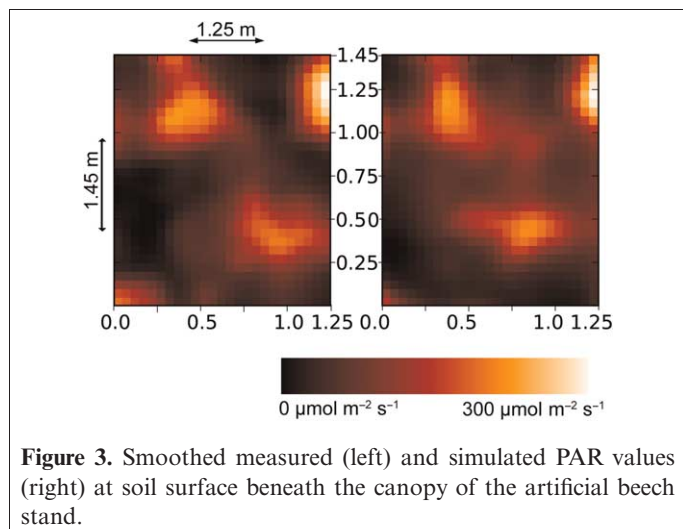 1.25 m
1.45 m
1.45
1.25
1.00
0.75
0.50
0.25
0.0 0.5 1.0 1.25 0.0 0.5 1.0 1.25
0 μmol m⁻² s⁻¹ 300 μmol m⁻² s⁻¹
Figure 3. Smoothed measured (left) and simulated PAR values
(right) at soil surface beneath the canopy of the artificial beech
stand.